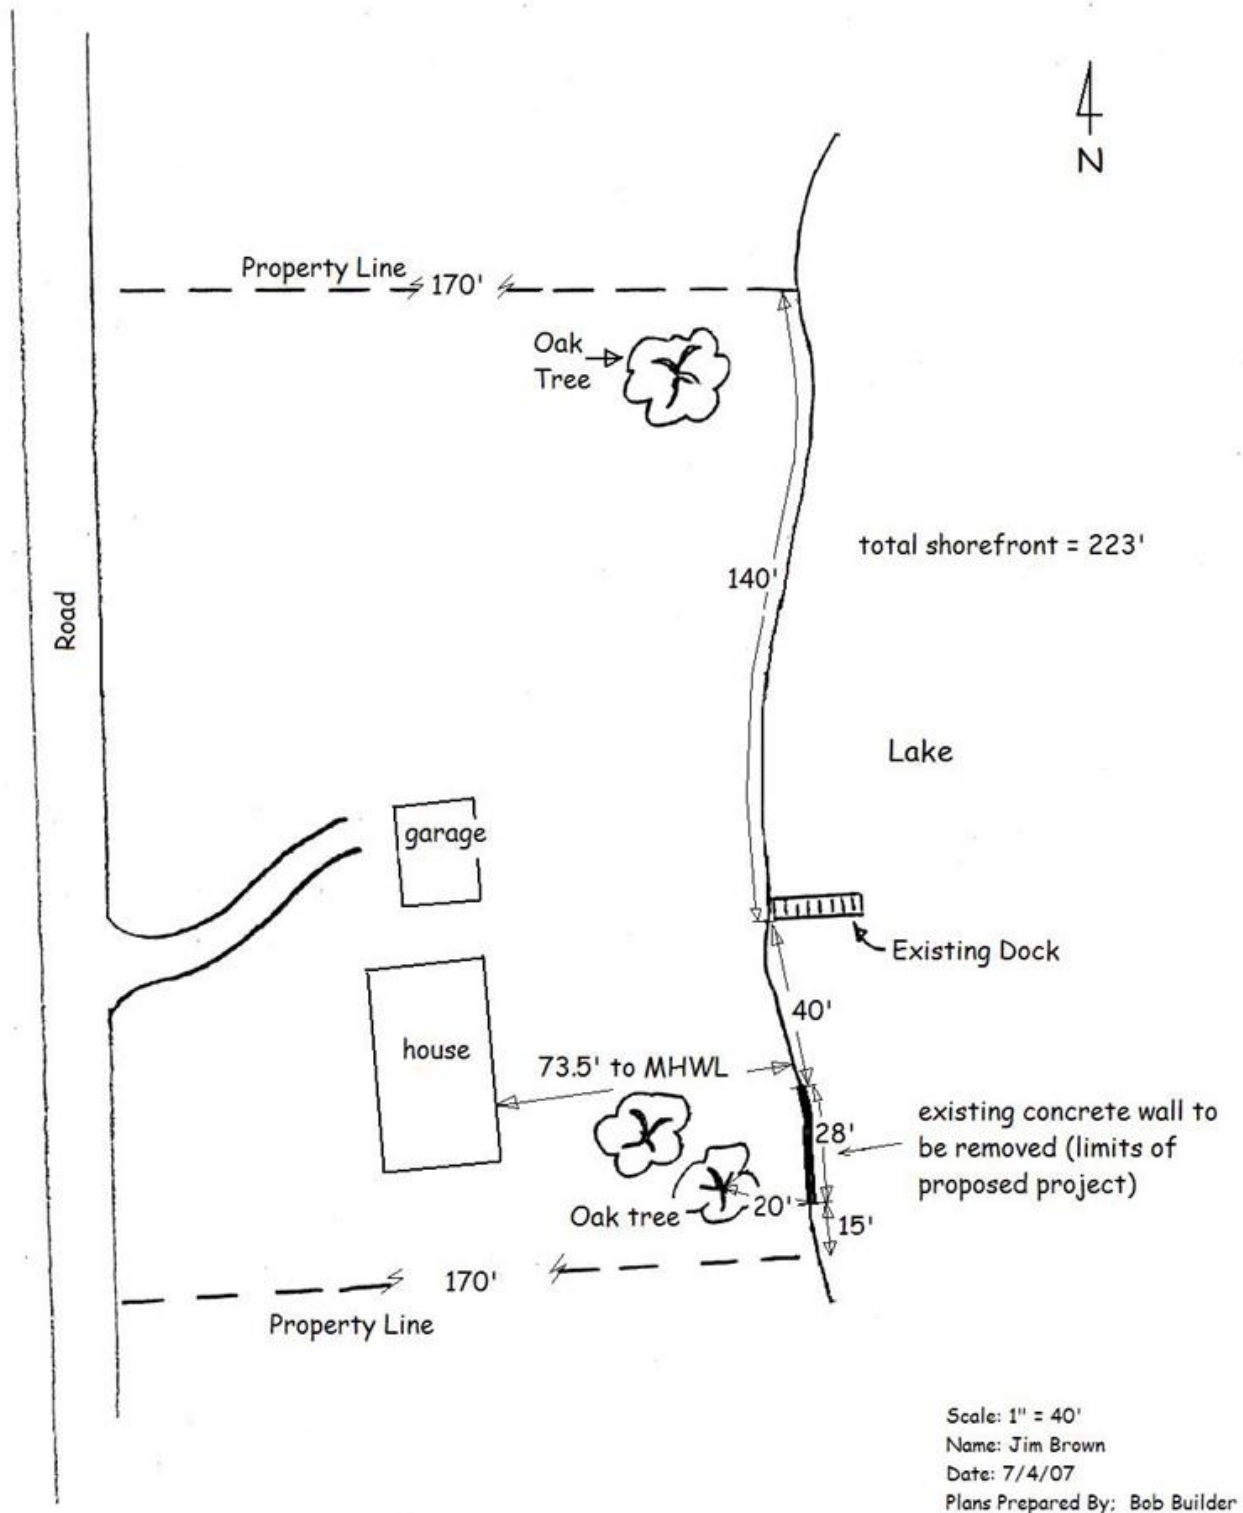 N
Property Line
170'
Oak
Tree
total shorefront = 223'
140'
Road
Lake
garage
Existing Dock
40'
house
73.5' to MHWL
existing concrete wall to
be removed (limits of
proposed project)
28'
20'
Oak tree
15'
170'
Property Line
Scale: 1" = 40'
Name: Jim Brown
Date: 7/4/07
Plans Prepared By: Bob Builder